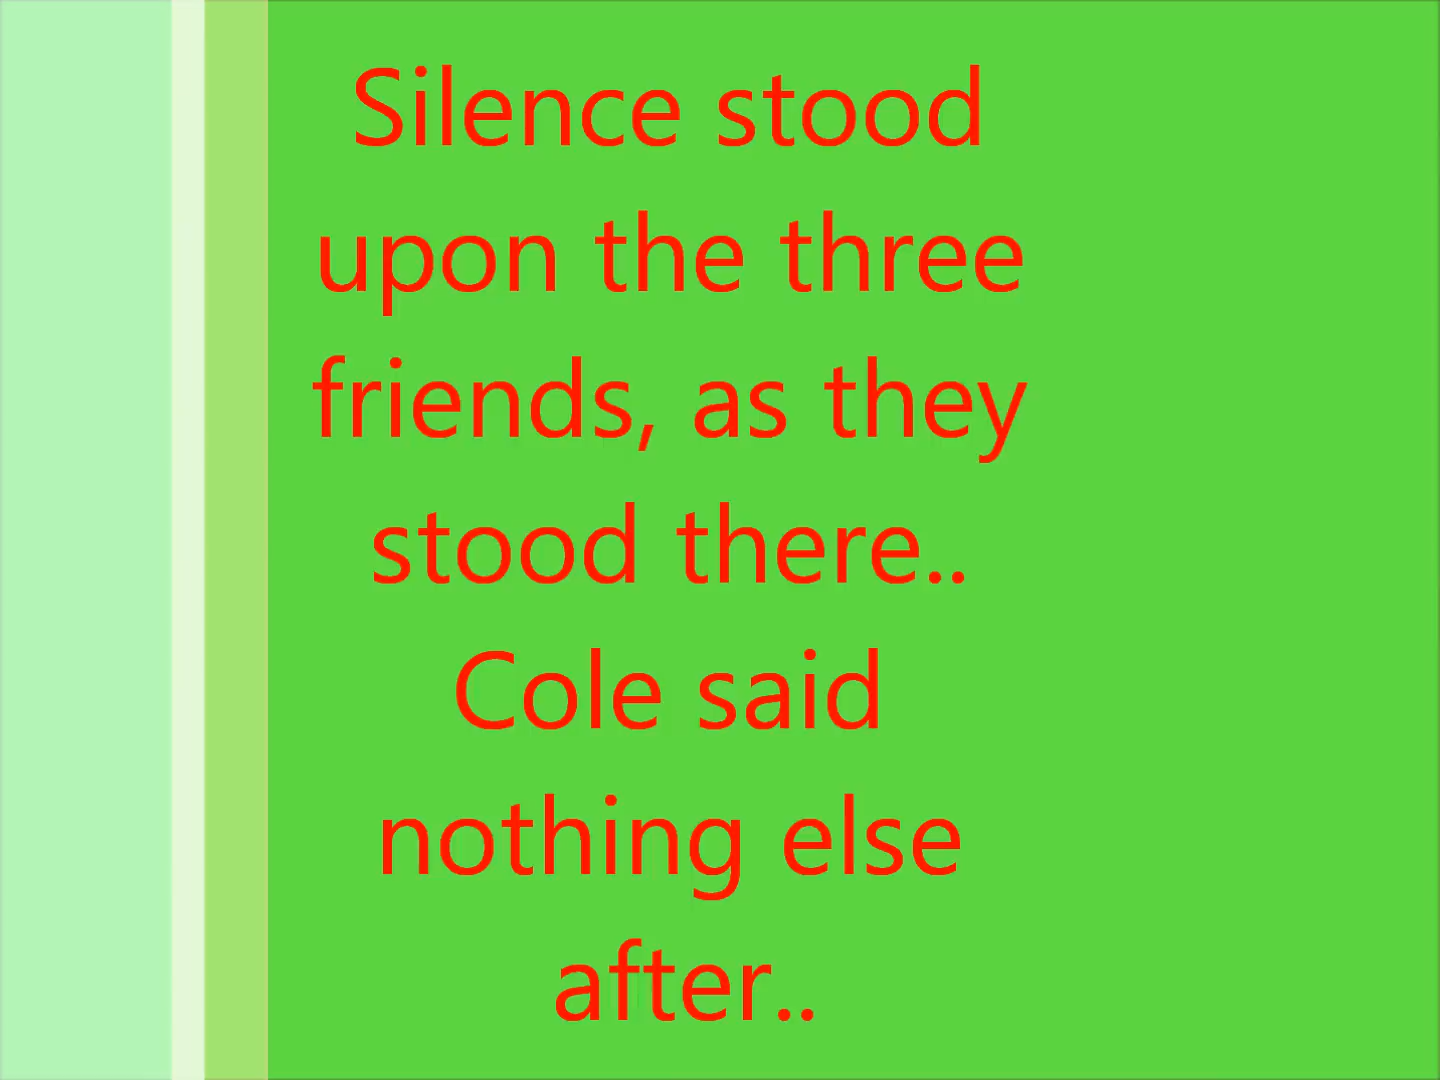 Silence stood
upon the three
friends, as they
stood there..
Cole said
nothing else
after..